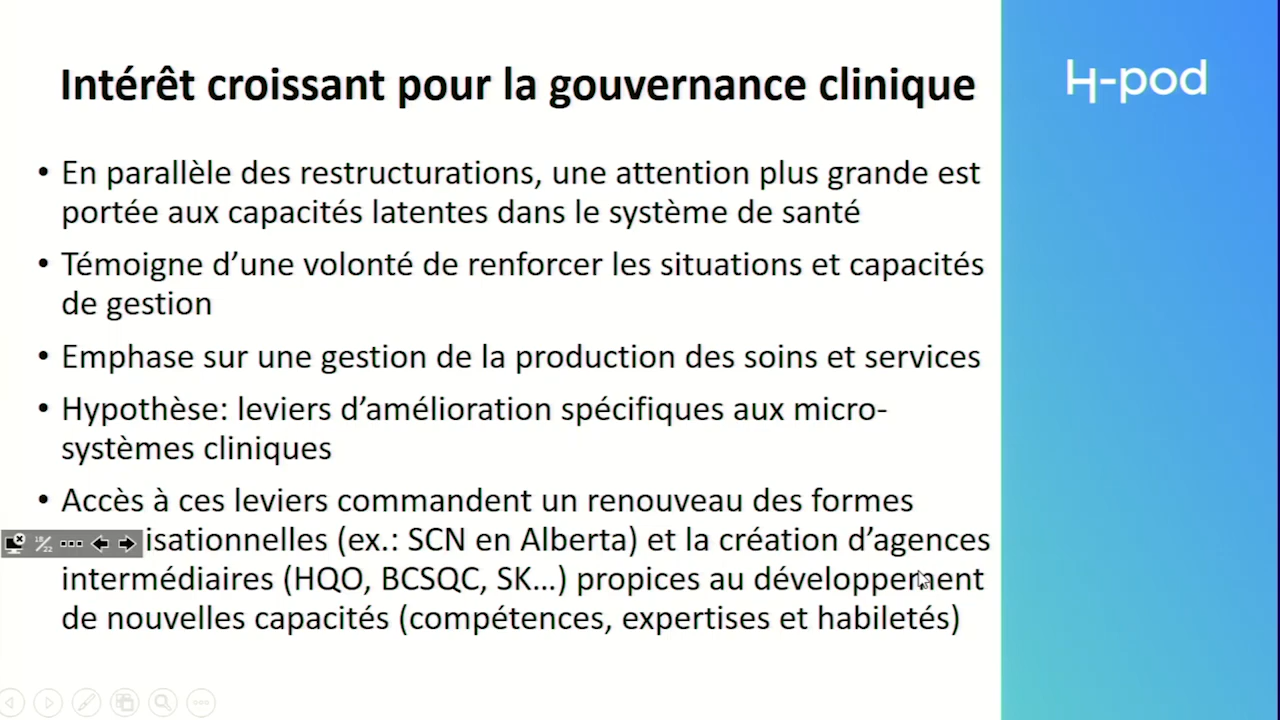 Intérêt croissant pour la gouvernance clinique
H-pod
• En parallèle des restructurations, une attention plus grande est
portée aux capacités latentes dans le système de santé
• Témoigne d’une volonté de renforcer les situations et capacités
de gestion
• Emphase sur une gestion de la production des soins et services
• Hypothèse: leviers d’amélioration spécifiques aux micro-
systèmes cliniques
• Accès à ces leviers commandent un renouveau des formes
isationnelles (ex.: SCN en Alberta) et la création d’agences
18/22
intermédiaires (HQO, BCSQC, SK…) propices au développement
de nouvelles capacités (compétences, expertises et habiletés)